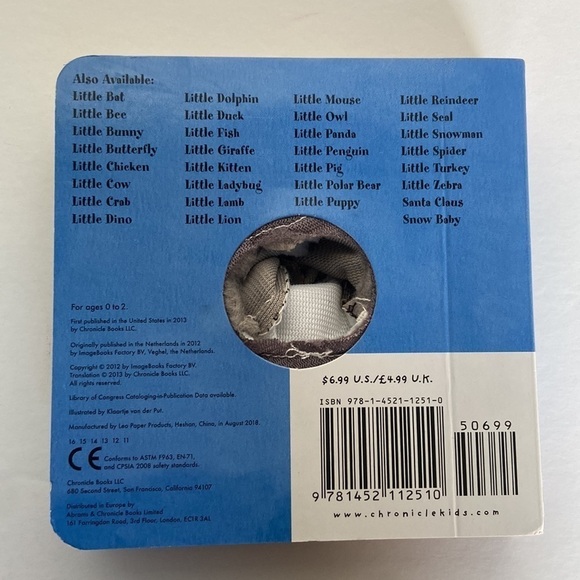 Also Available:
Little Bat
Little Bee
Little Bunny
Little Butterfly
Little Chicken
Little Cow
Little Crab
Little Dino
Little Dolphin
Little Duck
Little Fish
Little Giraffe
Little Kitten
Little Ladybug
Little Lamb
Little Lion
Little Mouse
Little Owl
Little Panda
Little Penguin
Little Pig
Little Polar Bear
Little Puppy
Little Reindeer
Little Seal
Little Snowman
Little Spider
Little Turkey
Little Zebra
Santa Claus
Snow Baby
For ages 0 to 2.
First published in the United States in 2013
by Chronicle Books LLC.
Originally published in the Netherlands in 2012
by ImageBooks Factory BV, Veghel, the Netherlands.
Copyright © 2012 by ImageBooks Factory BV.
Translation © 2013 by Chronicle Books LLC.
All rights reserved.
Library of Congress Cataloging-in-Publication Data available.
Illustrated by Klaartje van der Put.
Manufactured by Leo Paper Products, Heshan, China, in August 2018.
16 15 14 13 12 11
CE Conforms to ASTM F963, EN-71,
and CPSIA 2008 safety standards.
Chronicle Books LLC
680 Second Street, San Francisco, California 94107
Distributed in Europe by
Abrams & Chronicle Books Limited
161 Farringdon Road, 3rd Floor, London, EC1R 3AL
$6.99 U.S./£4.99 U.K.
ISBN 978-1-4521-1251-0
50699
9 781452 112510
www.chroniclekids.com